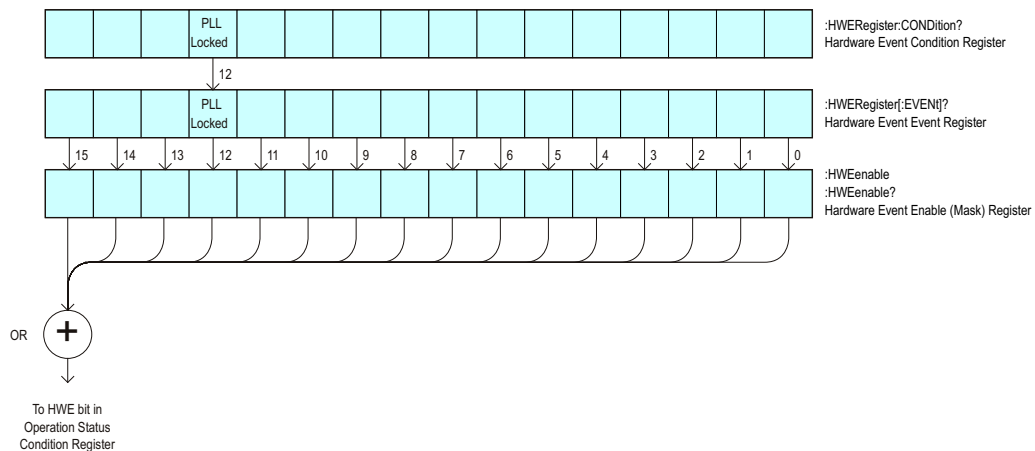 PLL
Locked
:HWERegister:CONDition?
Hardware Event Condition Register
12
PLL
Locked
:HWERegister[:EVENt]?
Hardware Event Event Register
15 14 13 12 11 10 9 8 7 6 5 4 3 2 1 0
:HWEenable
:HWEenable?
Hardware Event Enable (Mask) Register
OR
+
To HWE bit in
Operation Status
Condition Register